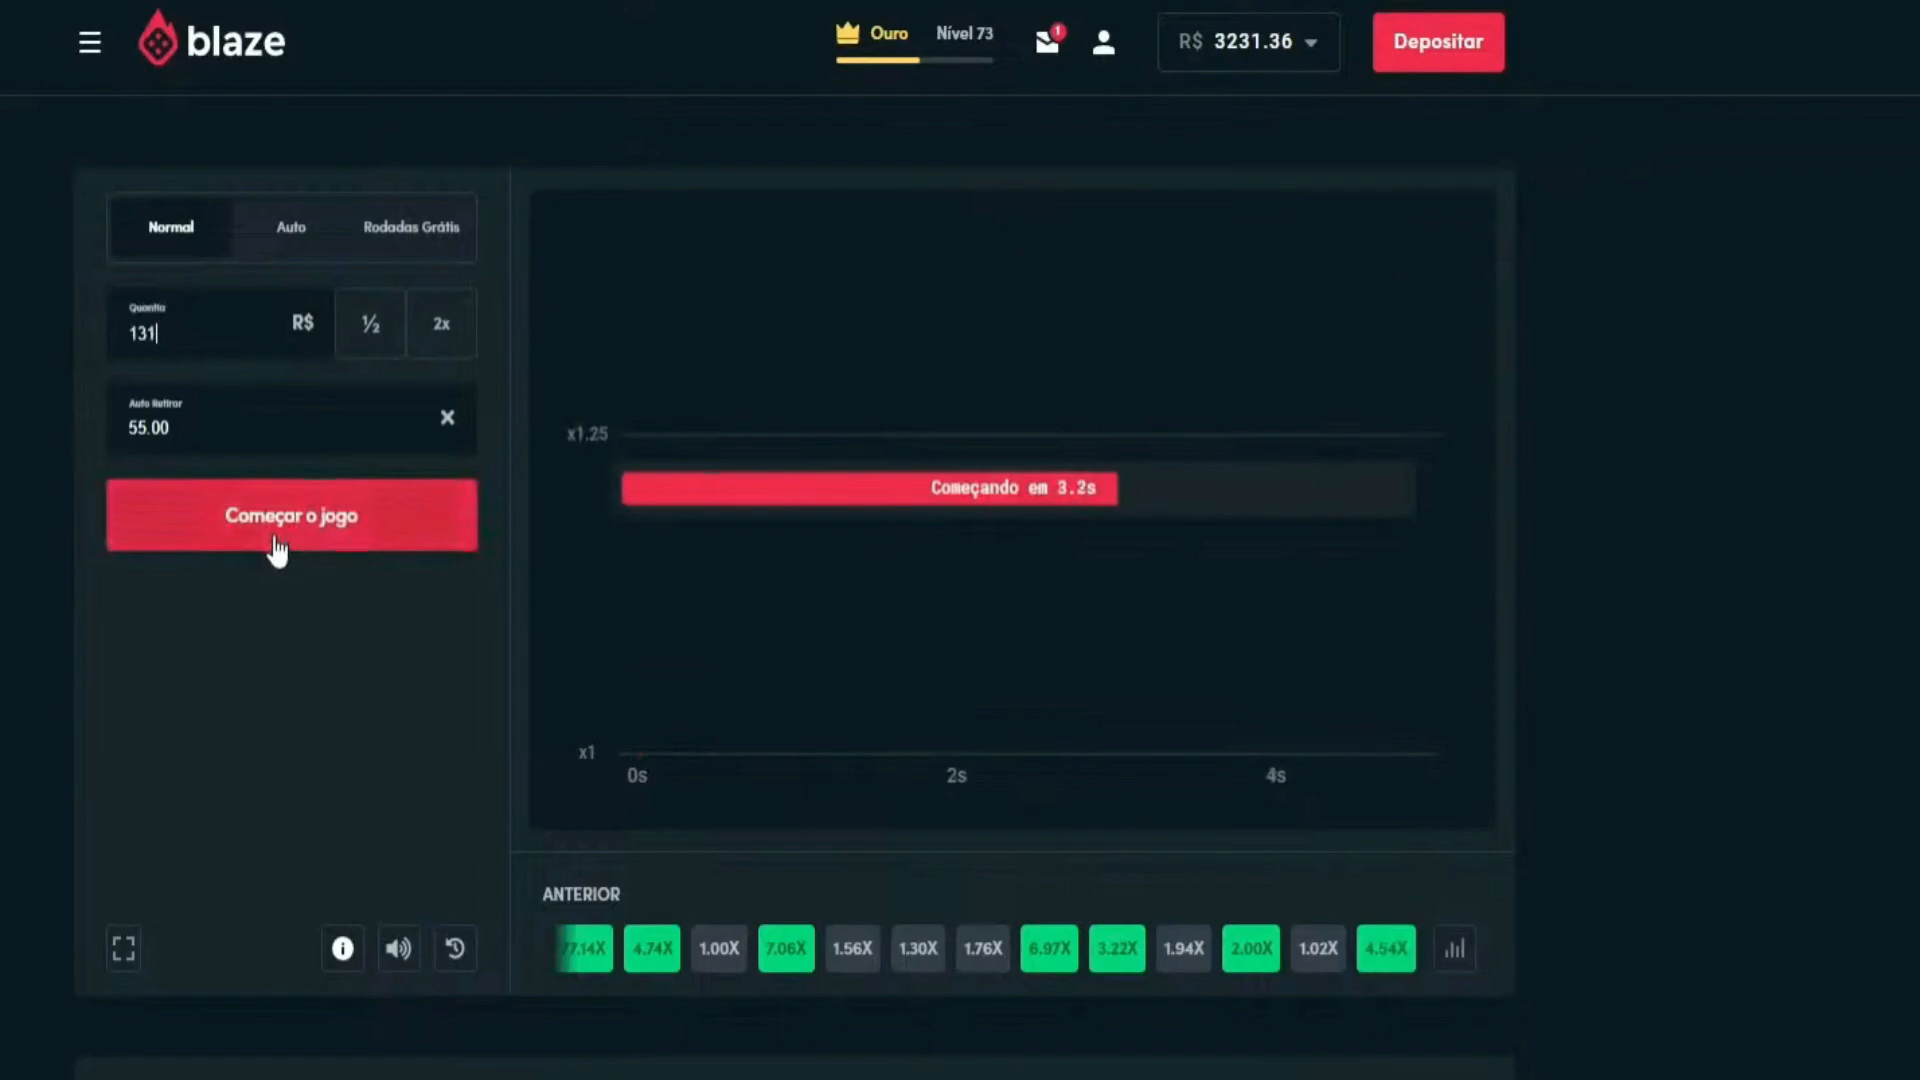 blaze
Ouro
Nível 73
1
R$ 3231.36
Depositar
Normal
Auto
Rodadas Grátis
Quantia
131
R$
½
2x
Auto Retirar
55.00
Começar o jogo
x1.25
Começando em 3.2s
x1
0s
2s
4s
ANTERIOR
77.14X
4.74X
1.00X
7.06X
1.56X
1.30X
1.76X
6.97X
3.22X
1.94X
2.00X
1.02X
4.54X